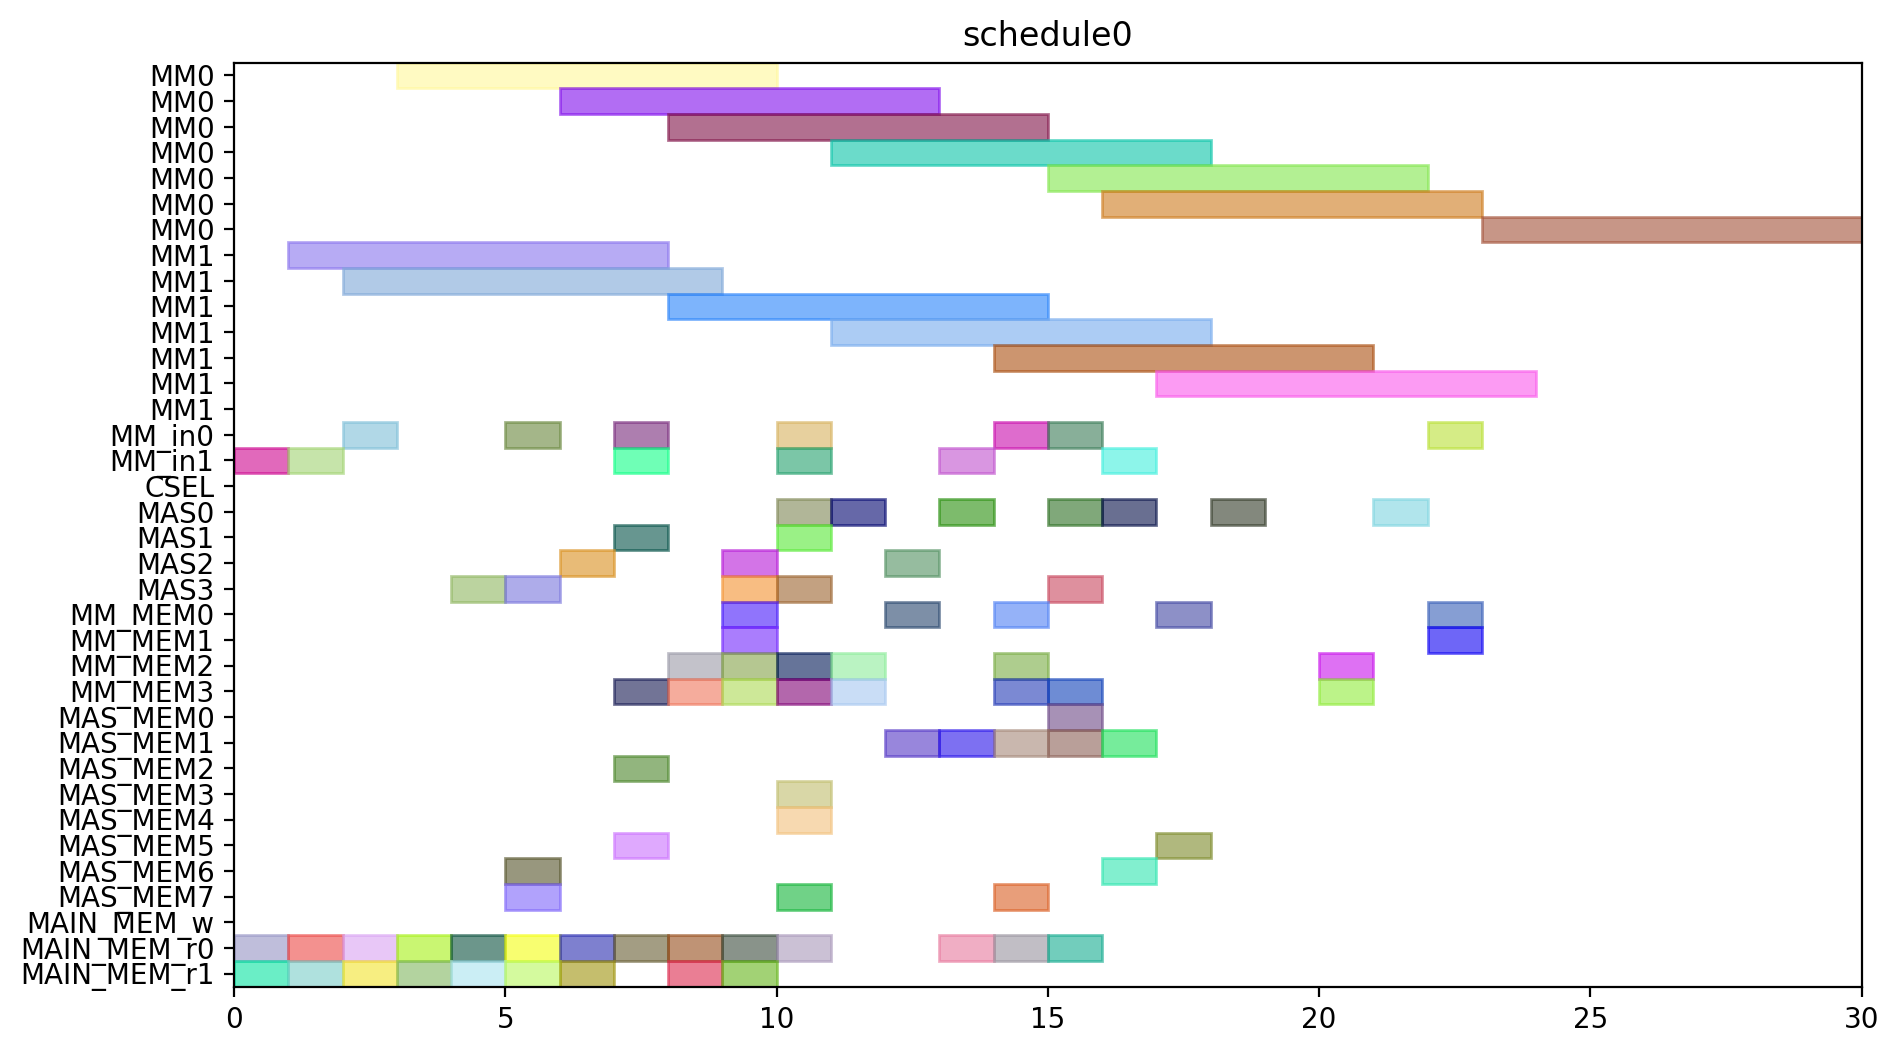 schedule0
MM0
MM0
MM0
MM0
MM0
MM0
MM0
MM1
MM1
MM1
MM1
MM1
MM1
MM1
MM_in0
MM_in1
CSEL
MAS0
MAS1
MAS2
MAS3
MM_MEM0
MM_MEM1
MM_MEM2
MM_MEM3
MAS_MEM0
MAS_MEM1
MAS_MEM2
MAS_MEM3
MAS_MEM4
MAS_MEM5
MAS_MEM6
MAS_MEM7
MAIN_MEM_w
MAIN_MEM_r0
MAIN_MEM_r1
0 5 10 15 20 25 30